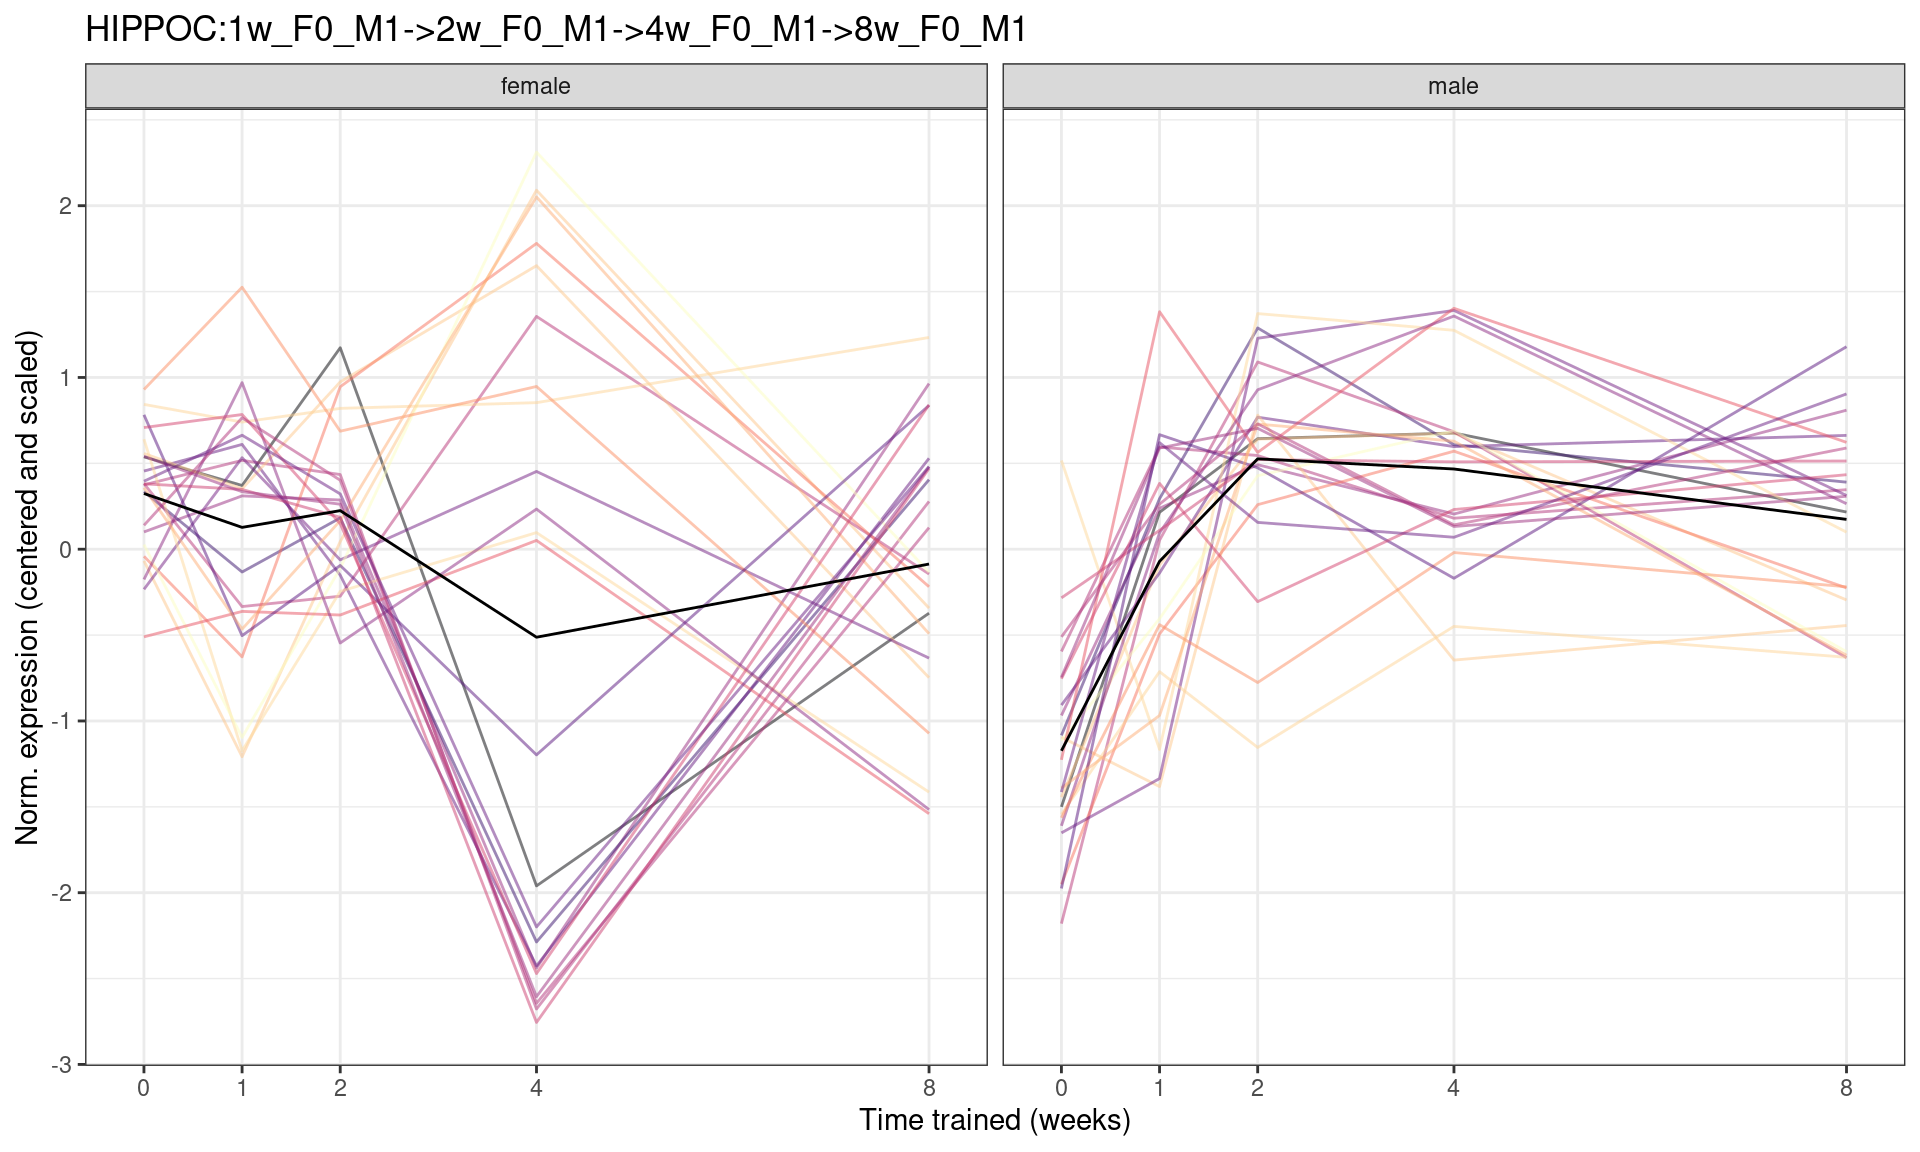 HIPPOC:1w_F0_M1->2w_F0_M1->4w_F0_M1->8w_F0_M1
female
male
Norm. expression (centered and scaled)
2
1
0
-1
-2
-3
0 1 2 4 8
0 1 2 4 8
Time trained (weeks)